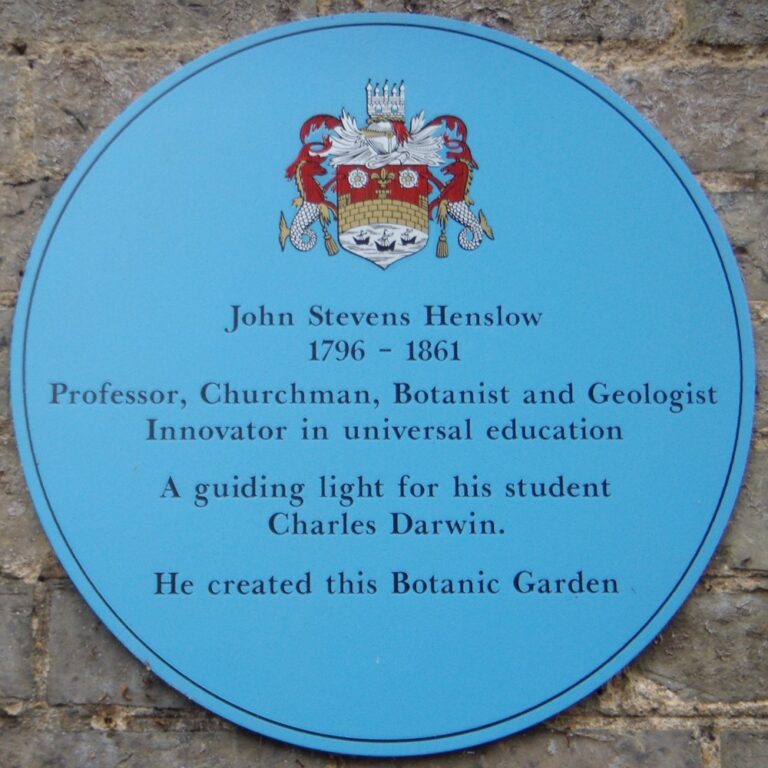 John Stevens Henslow
1796 – 1861
Professor, Churchman, Botanist and Geologist
Innovator in universal education
A guiding light for his student
Charles Darwin.
He created this Botanic Garden